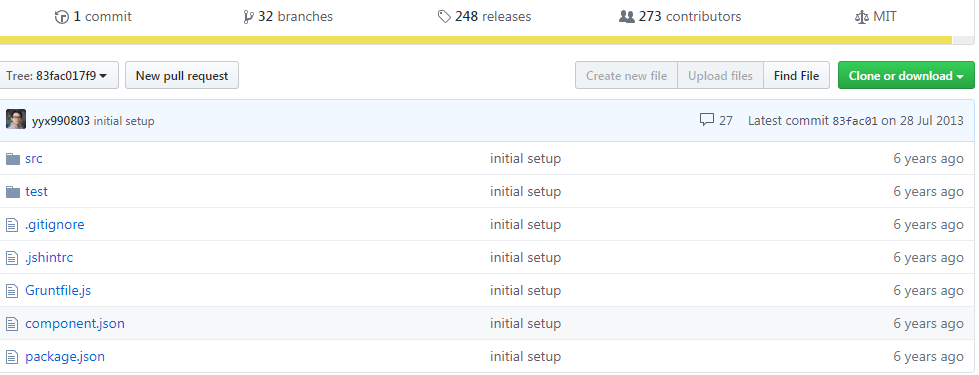 1 commit 32 branches 248 releases 273 contributors MIT
Tree: 83fac017f9 New pull request Create new file Upload files Find File Clone or download
yyx990803 initial setup 27 Latest commit 83fac01 on 28 Jul 2013
src initial setup 6 years ago
test initial setup 6 years ago
.gitignore initial setup 6 years ago
.jshintrc initial setup 6 years ago
Gruntfile.js initial setup 6 years ago
component.json initial setup 6 years ago
package.json initial setup 6 years ago